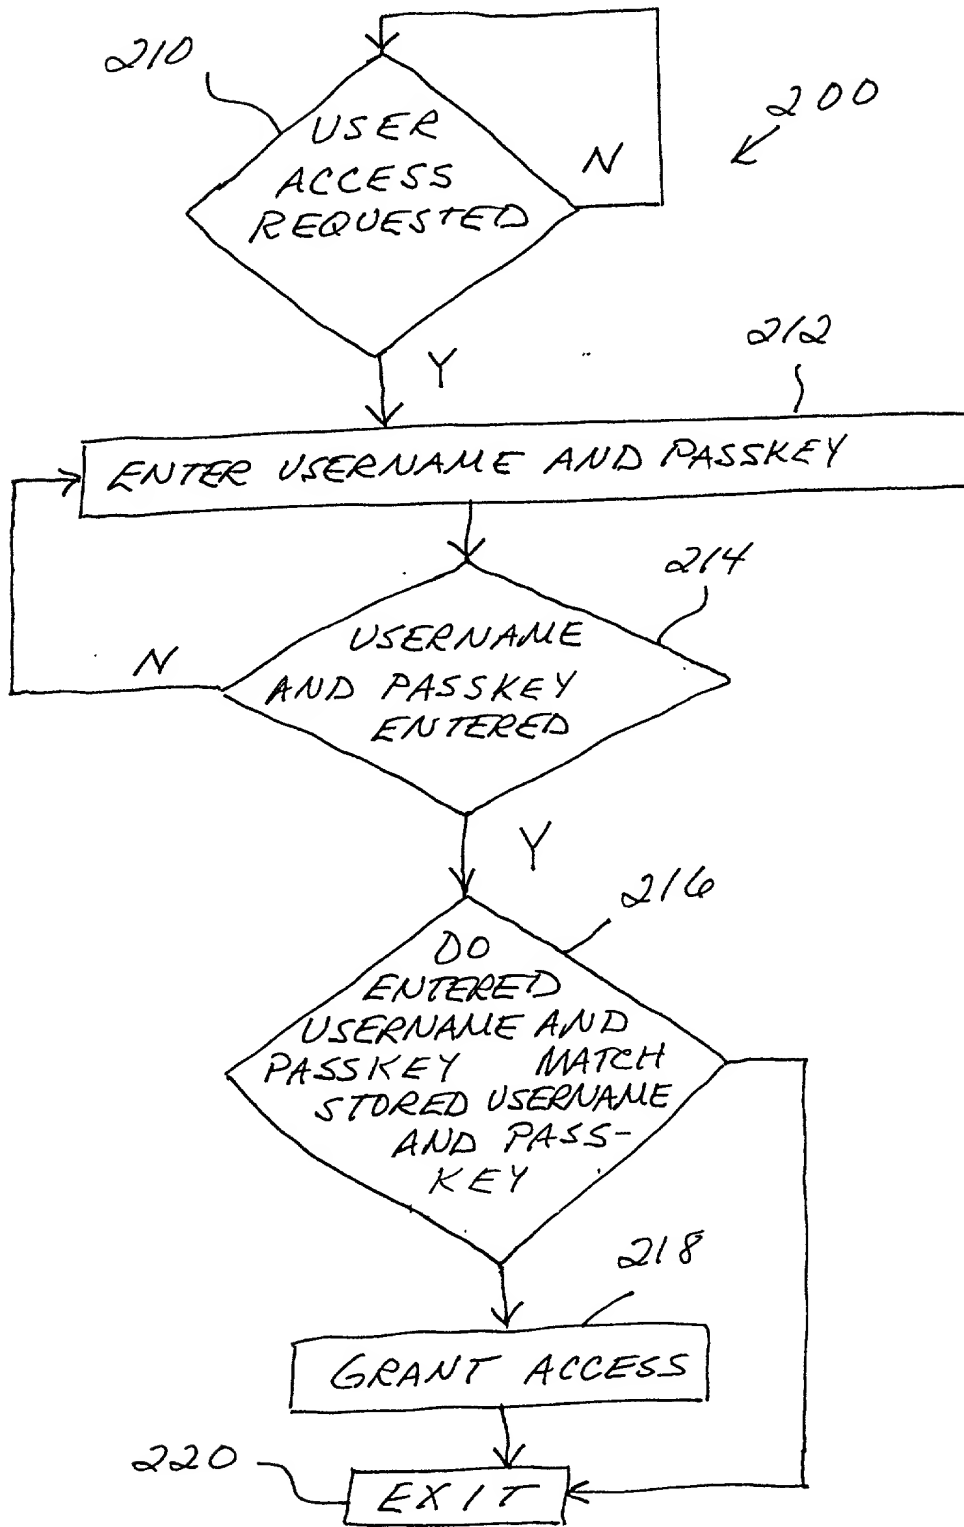 210
200
USER
ACCESS
REQUESTED
N
Y
212
ENTER USERNAME AND PASSKEY
214
USERNAME
AND PASSKEY
ENTERED
N
Y
216
DO
ENTERED
USERNAME AND
PASSKEY MATCH
STORED USERNAME
AND PASS-
KEY
218
GRANT ACCESS
220
EXIT